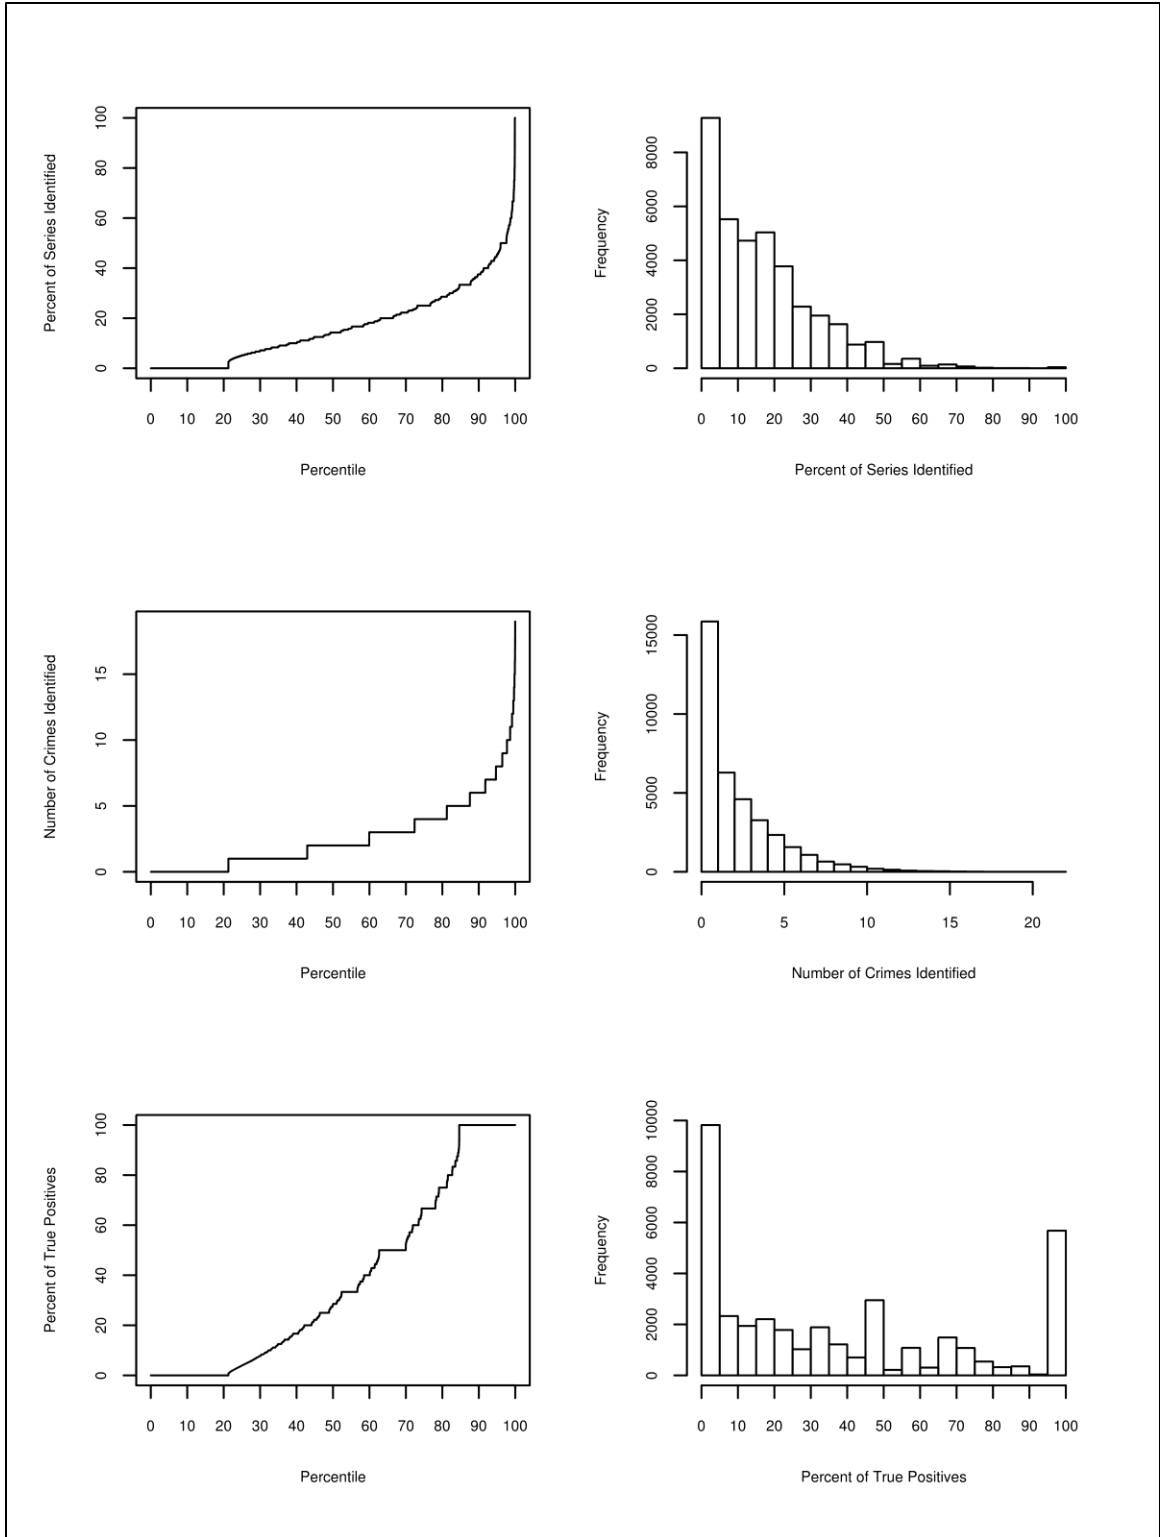 Percent of Series Identified
0 20 40 60 80 100
0 10 20 30 40 50 60 70 80 90 100
Percentile
Frequency
0 2000 4000 6000 8000
0 10 20 30 40 50 60 70 80 90 100
Percent of Series Identified
Number of Crimes Identified
0 5 10 15
0 10 20 30 40 50 60 70 80 90 100
Percentile
Frequency
0 5000 10000 15000
0 5 10 15 20
Number of Crimes Identified
Percent of True Positives
0 20 40 60 80 100
0 10 20 30 40 50 60 70 80 90 100
Percentile
Frequency
0 2000 4000 6000 8000 10000
0 10 20 30 40 50 60 70 80 90 100
Percent of True Positives